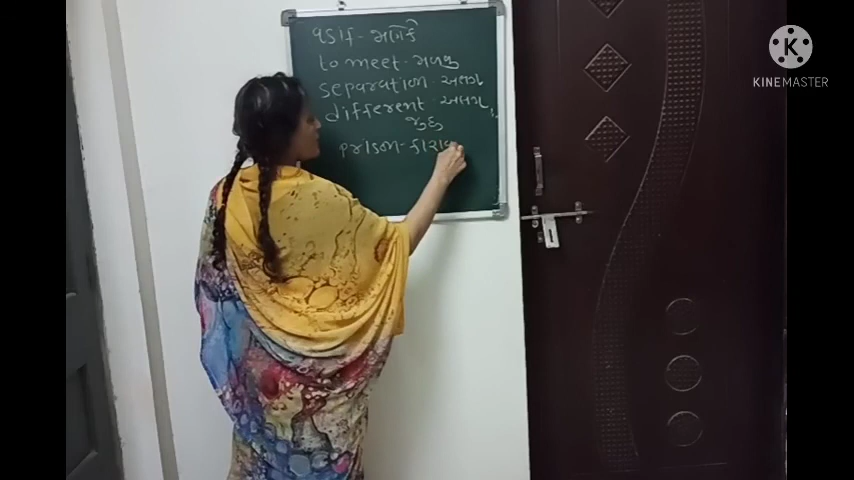 to meet - મળવુ
separation - અલગ
different - અલગ,
જુદુ
prison - કારાવ
KINEMASTER